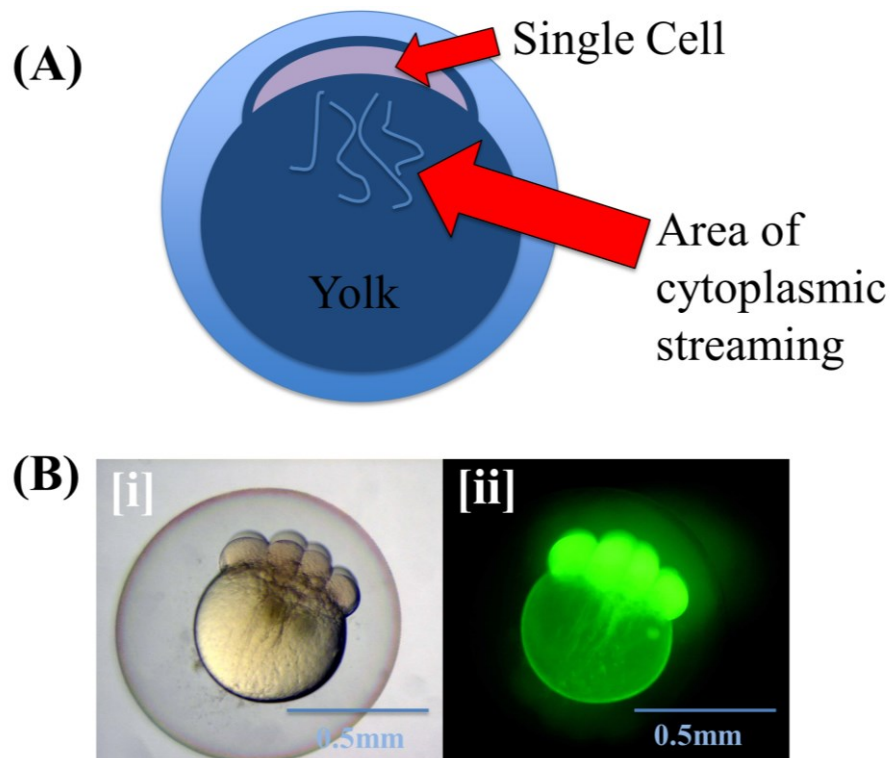 (A)
Single Cell
Area of
cytoplasmic
streaming
Yolk
(B)
[i]
[ii]
0.5mm
0.5mm